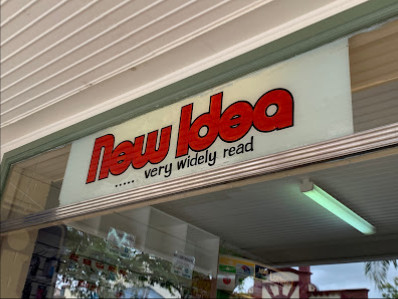 New Idea
..... very widely read